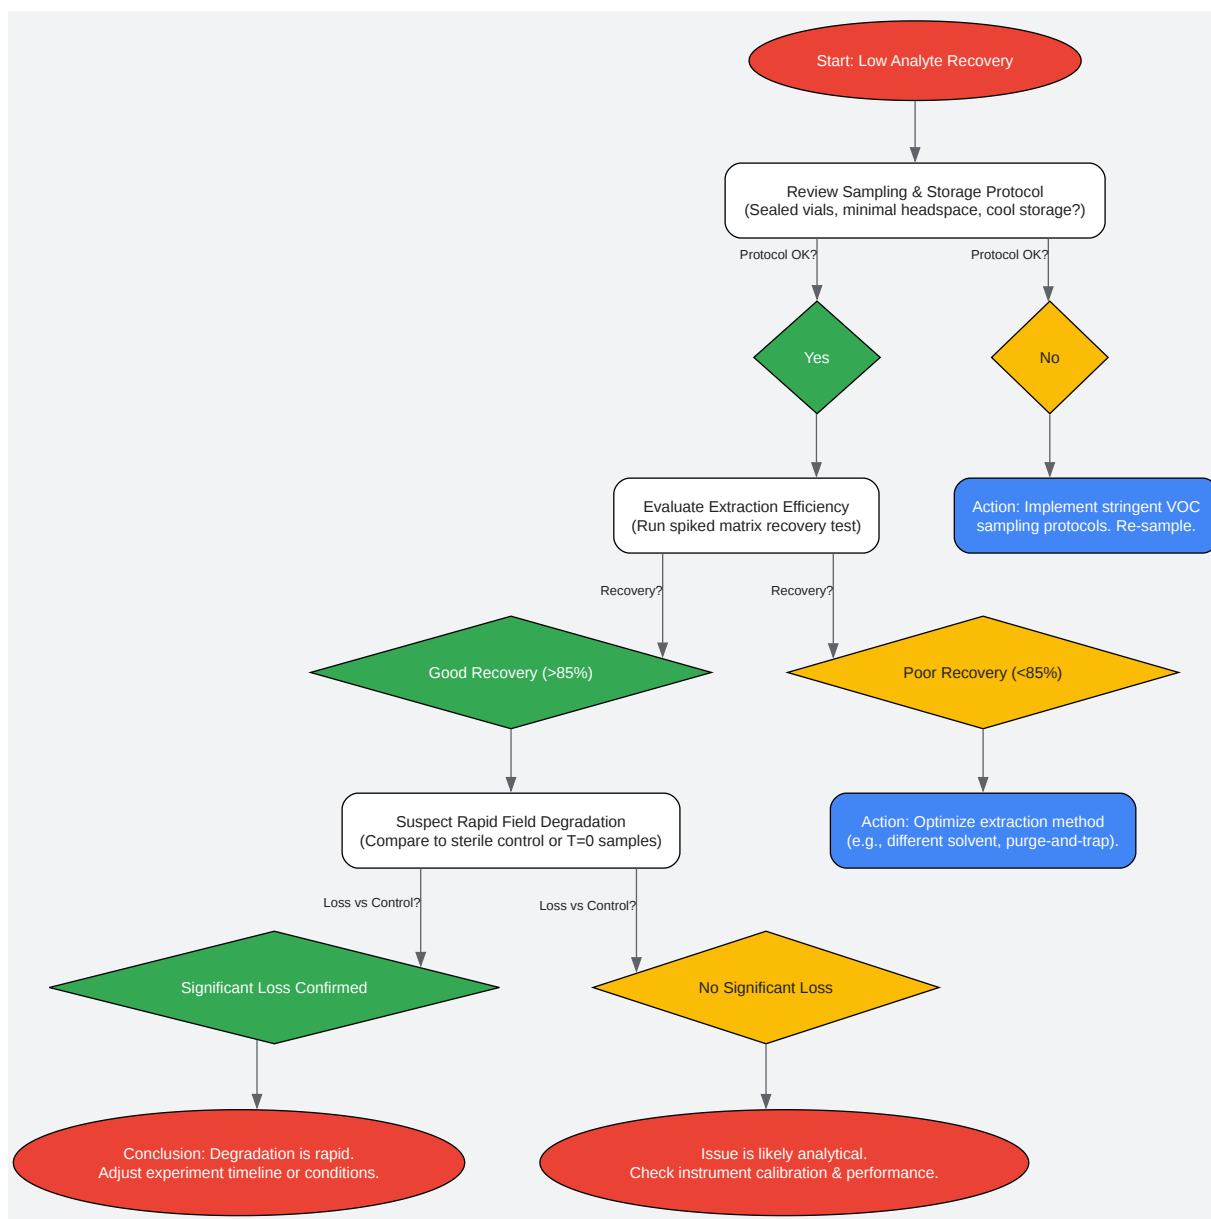 Start: Low Analyte Recovery
Review Sampling & Storage Protocol
(Sealed vials, minimal headspace, cool storage?)
Protocol OK?
Protocol OK?
Yes
No
Evaluate Extraction Efficiency
(Run spiked matrix recovery test)
Action: Implement stringent VOC
sampling protocols. Re-sample.
Recovery?
Recovery?
Good Recovery (>85%)
Poor Recovery (<85%)
Suspect Rapid Field Degradation
(Compare to sterile control or T=0 samples)
Action: Optimize extraction method
(e.g., different solvent, purge-and-trap).
Loss vs Control?
Loss vs Control?
Significant Loss Confirmed
No Significant Loss
Conclusion: Degradation is rapid.
Adjust experiment timeline or conditions.
Issue is likely analytical.
Check instrument calibration & performance.